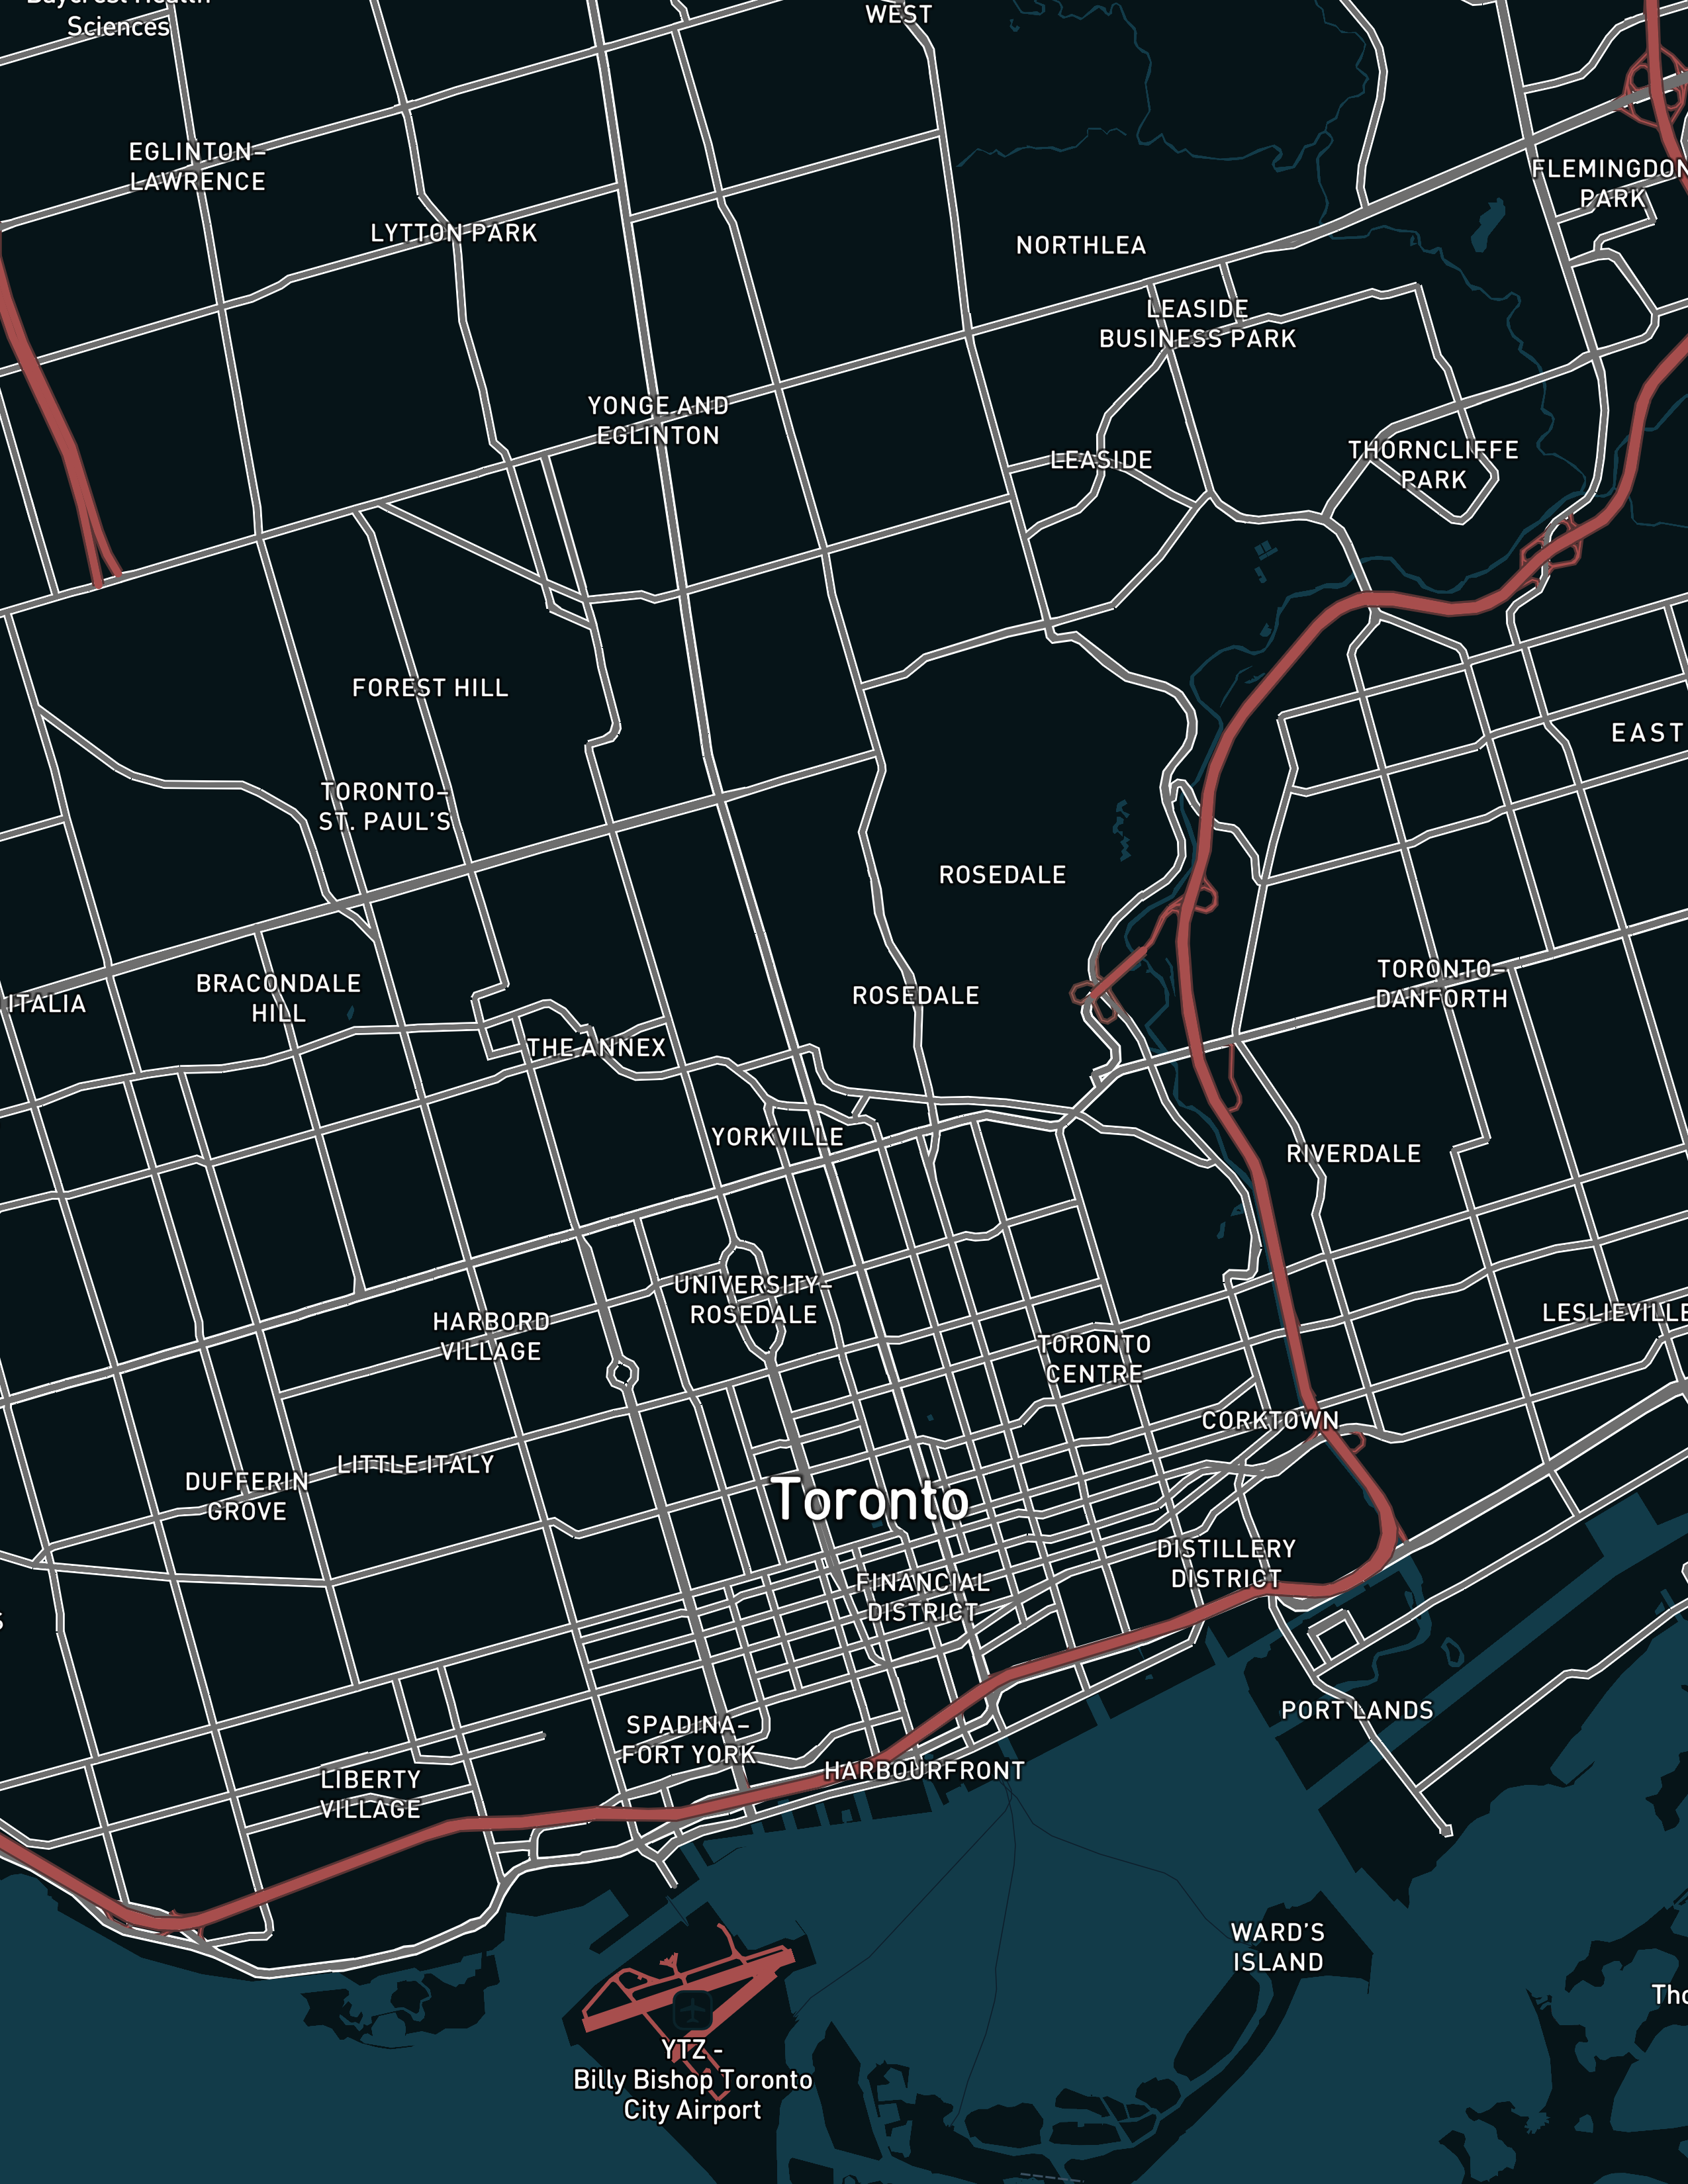 Baycrest Health
Sciences
WEST
EGLINTON–
LAWRENCE
FLEMINGDON
PARK
LYTTON PARK
NORTHLEA
LEASIDE
BUSINESS PARK
YONGE AND
EGLINTON
LEASIDE
THORNCLIFFE
PARK
FOREST HILL
EAST
TORONTO–
ST. PAUL'S
ROSEDALE
BRACONDALE
HILL
ITALIA
ROSEDALE
TORONTO–
DANFORTH
THE ANNEX
YORKVILLE
RIVERDALE
UNIVERSITY–
ROSEDALE
HARBORD
VILLAGE
LESLIEVILLE
TORONTO
CENTRE
CORKTOWN
LITTLE ITALY
DUFFERIN
GROVE
Toronto
DISTILLERY
DISTRICT
FINANCIAL
DISTRICT
S
PORT LANDS
SPADINA–
FORT YORK
HARBOURFRONT
LIBERTY
VILLAGE
WARD'S
ISLAND
Tho
YTZ -
Billy Bishop Toronto
City Airport